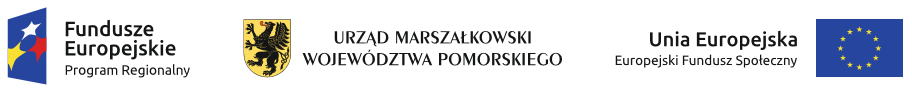 Fundusze
Europejskie
Program Regionalny
URZĄD MARSZAŁKOWSKI
WOJEWÓDZTWA POMORSKIEGO
Unia Europejska
Europejski Fundusz Społeczny